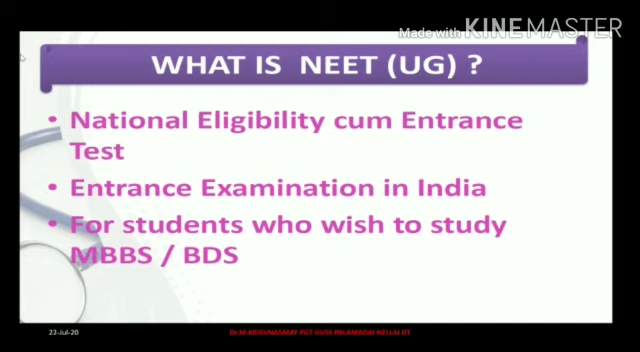 Made with KINEMASTER
WHAT IS NEET (UG) ?
• National Eligibility cum Entrance
Test
• Entrance Examination in India
• For students who wish to study
MBBS / BDS
22-Jul-20